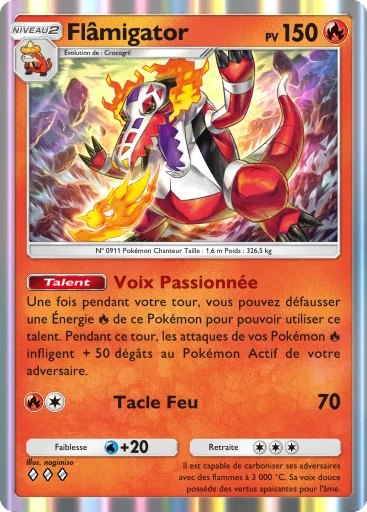 NIVEAU 2
Flâmigator
PV 150
Évolution de : Crocogril
N° 0911 Pokémon Chanteur Taille : 1,6 m Poids : 326,5 kg
Talent Voix Passionnée
Une fois pendant votre tour, vous pouvez défausser
une Énergie de ce Pokémon pour pouvoir utiliser ce
talent. Pendant ce tour, les attaques de vos Pokémon
infligent + 50 dégâts au Pokémon Actif de votre
adversaire.
Tacle Feu 70
Faiblesse +20 Retraite
Illus. nagimiso
Il est capable de carboniser ses adversaires
avec des flammes à 3 000 °C. Sa voix douce
possède des vertus apaisantes pour l'âme.